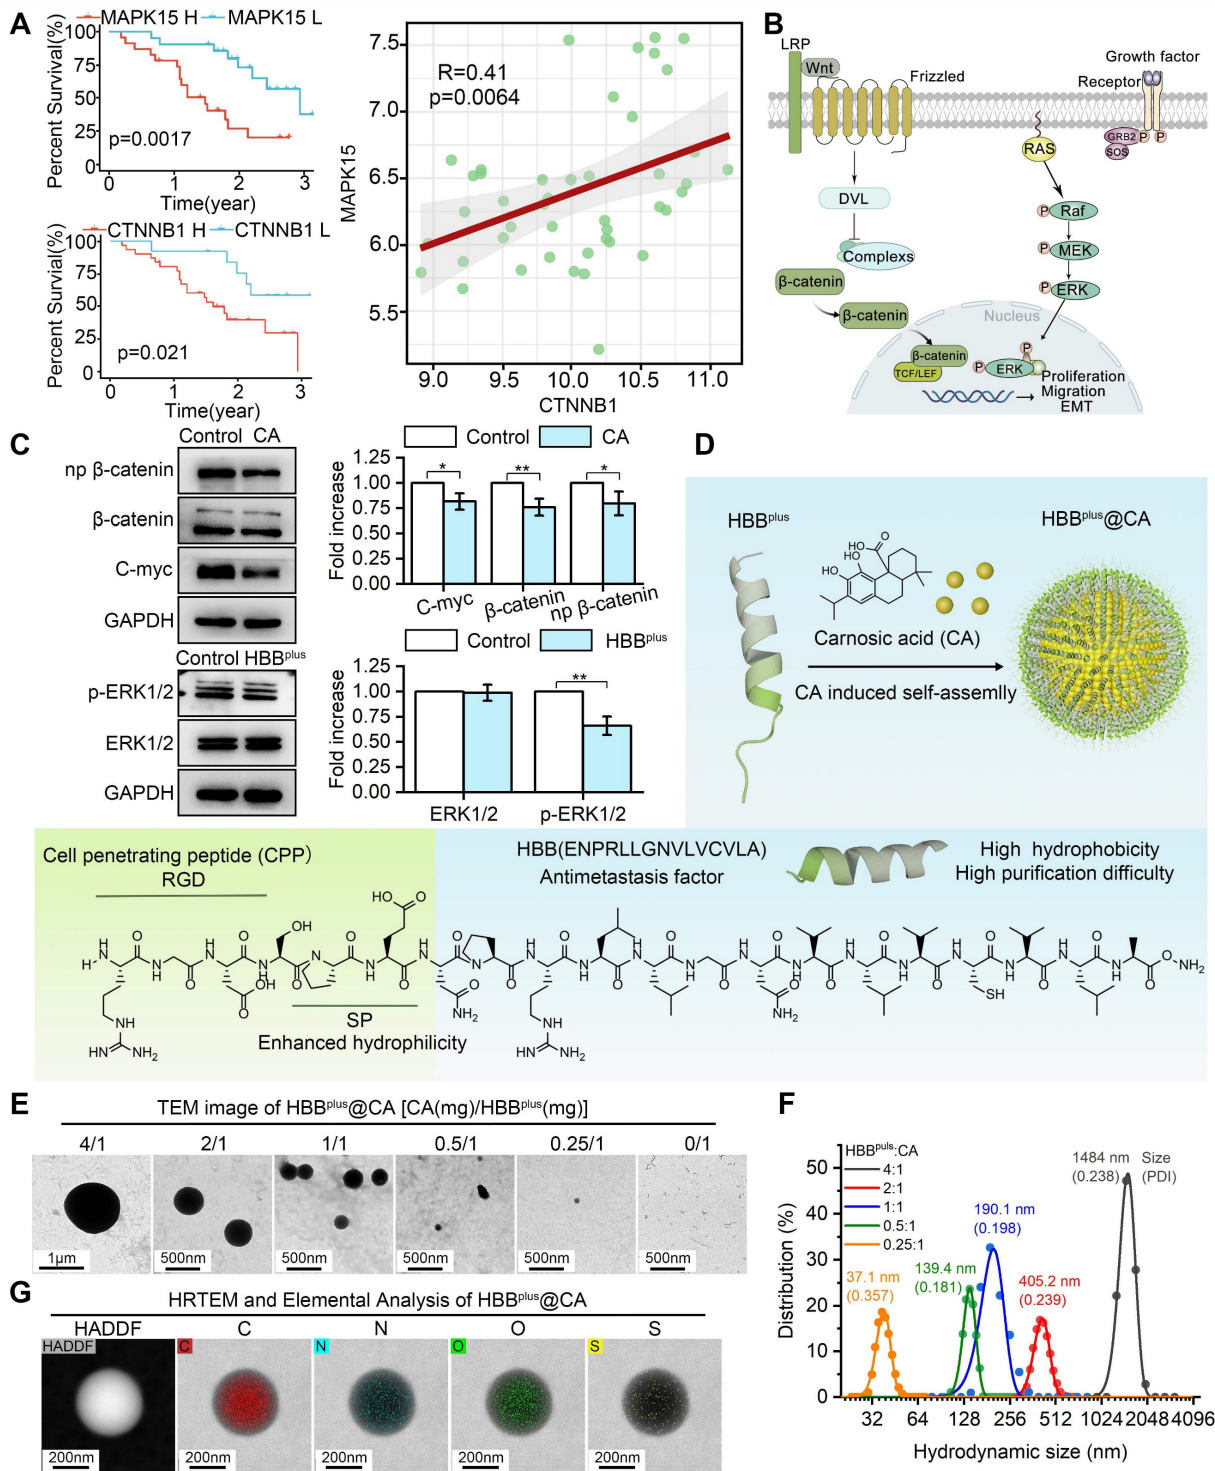 A
MAPK15 H
MAPK15 L
Percent Survival(%)
100
75
50
25
0
p=0.0017
0
1
2
3
Time(year)
CTNNB1 H
CTNNB1 L
Percent Survival(%)
100
75
50
25
0
p=0.021
0
1
2
3
Time(year)
R=0.41
p=0.0064
MAPK15
7.5
7.0
6.5
6.0
5.5
9.0
9.5
10.0
10.5
11.0
CTNNB1
B
LRP
Wnt
Frizzled
Growth factor
Receptor
GRB2
SOS
P
P
RAS
DVL
Complexs
P
Raf
P
MEK
P
ERK
β-catenin
β-catenin
Nucleus
β-catenin
TCF/LEF
P
ERK
P
Proliferation
Migration
EMT
C
Control CA
np β-catenin
β-catenin
C-myc
GAPDH
Control HBBplus
p-ERK1/2
ERK1/2
GAPDH
Control
CA
Fold increase
1.25
1.00
0.75
0.50
0.25
0.00
*
**
*
C-myc
β-catenin
np β-catenin
Control
HBBplus
Fold increase
1.25
1.00
0.75
0.50
0.25
0.00
**
ERK1/2
p-ERK1/2
D
HBBplus
HBBplus@CA
HO
O
OH
HO
Carnosic acid (CA)
CA induced self-assemlly
Cell penetrating peptide (CPP)
RGD
HBB(ENPRLLGNVLVCVLA)
Antimetastasis factor
High hydrophobicity
High purification difficulty
SP
Enhanced hydrophilicity
E
TEM image of HBBplus@CA [CA(mg)/HBBplus(mg)]
4/1
2/1
1/1
0.5/1
0.25/1
0/1
1μm
500nm
500nm
500nm
500nm
500nm
F
HBBpuls:CA
4:1
2:1
1:1
0.5:1
0.25:1
1484 nm
(0.238)
Size
(PDI)
190.1 nm
(0.198)
139.4 nm
(0.181)
37.1 nm
(0.357)
405.2 nm
(0.239)
Distribution (%)
50
40
30
20
10
0
32
64
128
256
512
1024
2048
4096
Hydrodynamic size (nm)
G
HRTEM and Elemental Analysis of HBBplus@CA
HADDF
C
N
O
S
HADDF
C
N
O
S
200nm
200nm
200nm
200nm
200nm